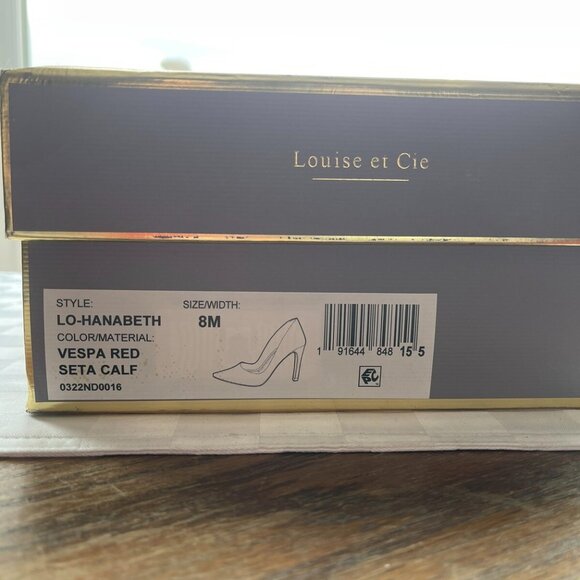 Louise et Cie
STYLE: SIZE/WIDTH:
LO-HANABETH 8M
COLOR/MATERIAL:
VESPA RED
SETA CALF
0322ND0016
1 91644 848 15 5